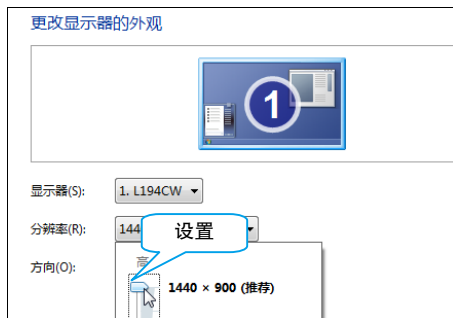 更改显示器的外观
1
显示器(S):
1. L194CW
分辨率(R):
144
设置
方向(O):
高
1440 × 900 (推荐)